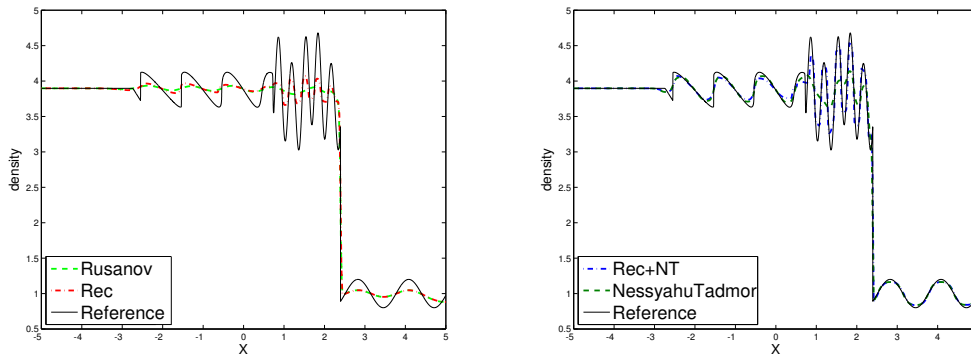 5
4.5
4
3.5
3
2.5
2
1.5
1
0.5
density
Rusanov
Rec
Reference
-5 -4 -3 -2 -1 0 1 2 3 4 5
X
5
4.5
4
3.5
3
2.5
2
1.5
1
0.5
density
Rec+NT
NessyahuTadmor
Reference
-5 -4 -3 -2 -1 0 1 2 3 4
X